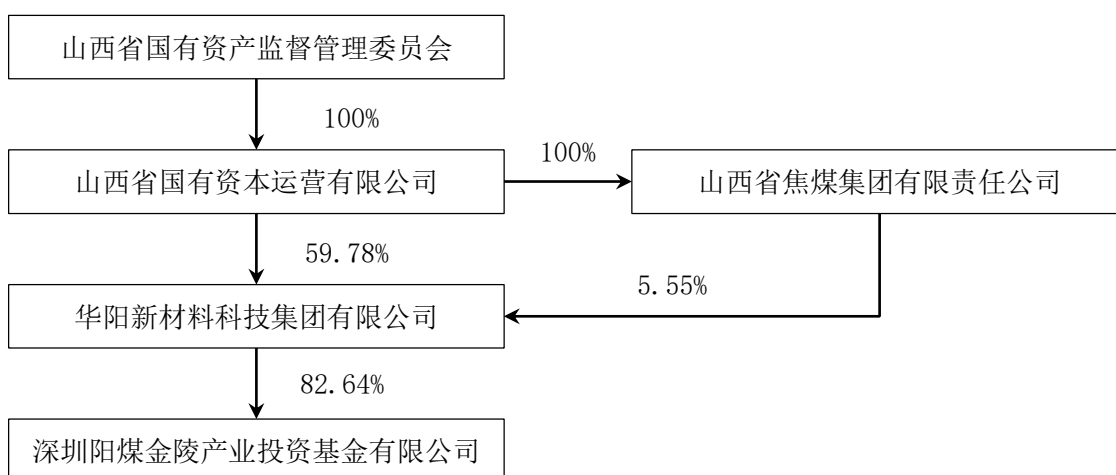 山西省国有资产监督管理委员会
100%
山西省国有资本运营有限公司
100%
山西省焦煤集团有限责任公司
59.78%
5.55%
华阳新材料科技集团有限公司
82.64%
深圳阳煤金陵产业投资基金有限公司